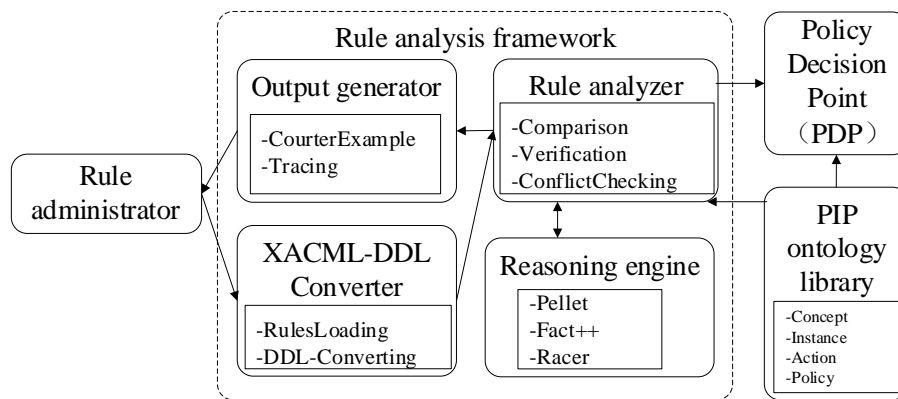 Rule analysis framework
Output generator
-CourterExample
-Tracing
Rule analyzer
-Comparison
-Verification
-ConflictChecking
Policy
Decision
Point
（PDP）
Rule
administrator
XACML-DDL
Converter
-RulesLoading
-DDL-Converting
Reasoning engine
-Pellet
-Fact++
-Racer
PIP
ontology
library
-Concept
-Instance
-Action
-Policy